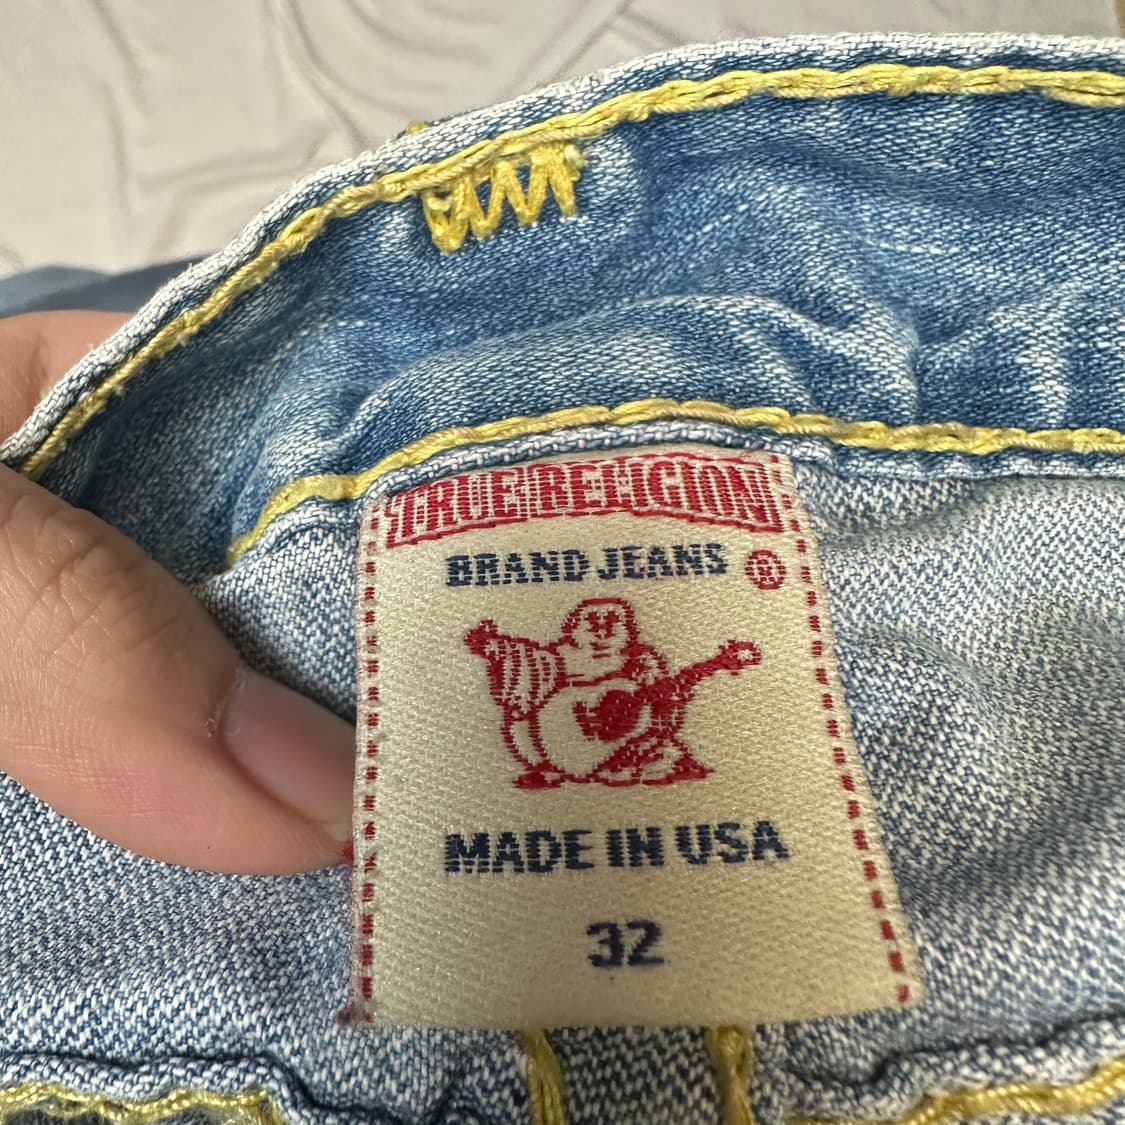 TRUE RELIGION
BRAND JEANS ®
MADE IN USA
32